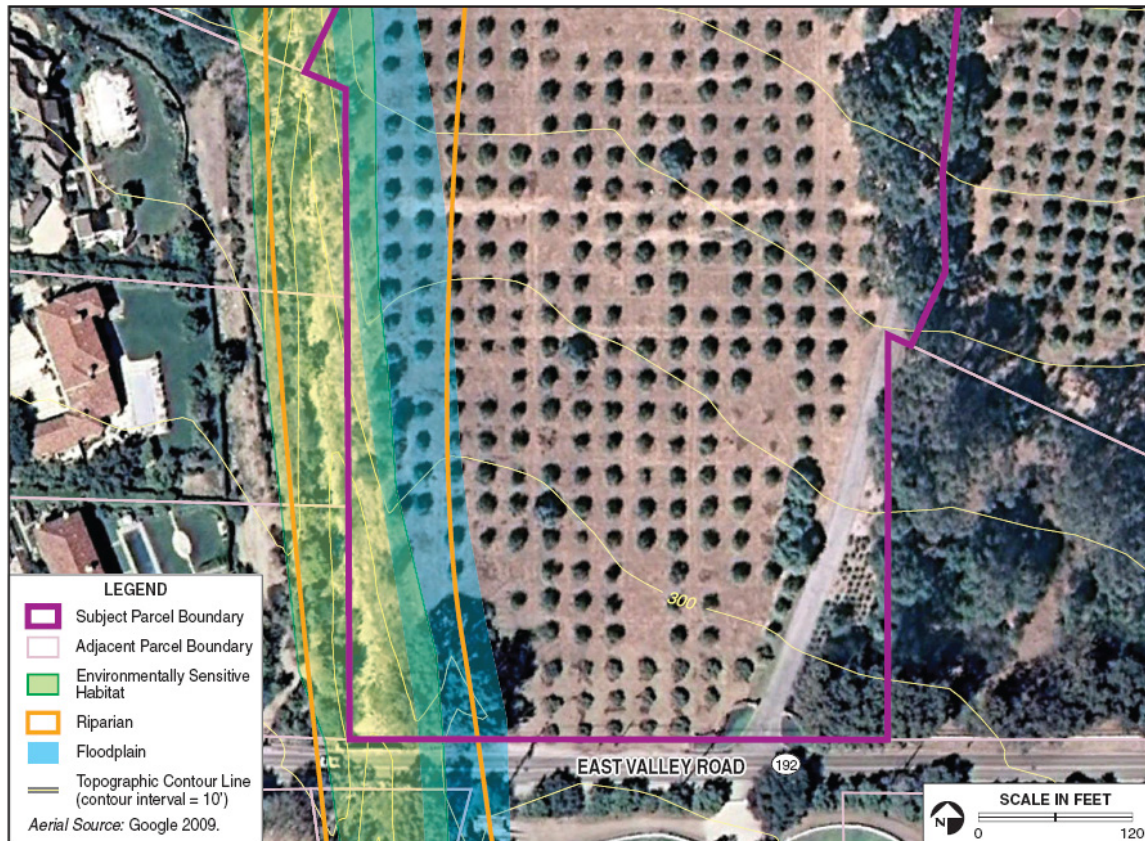 300
EAST VALLEY ROAD
192
LEGEND
Subject Parcel Boundary
Adjacent Parcel Boundary
Environmentally Sensitive
Habitat
Riparian
Floodplain
Topographic Contour Line
(contour interval = 10')
Aerial Source: Google 2009.
N
SCALE IN FEET
0
120